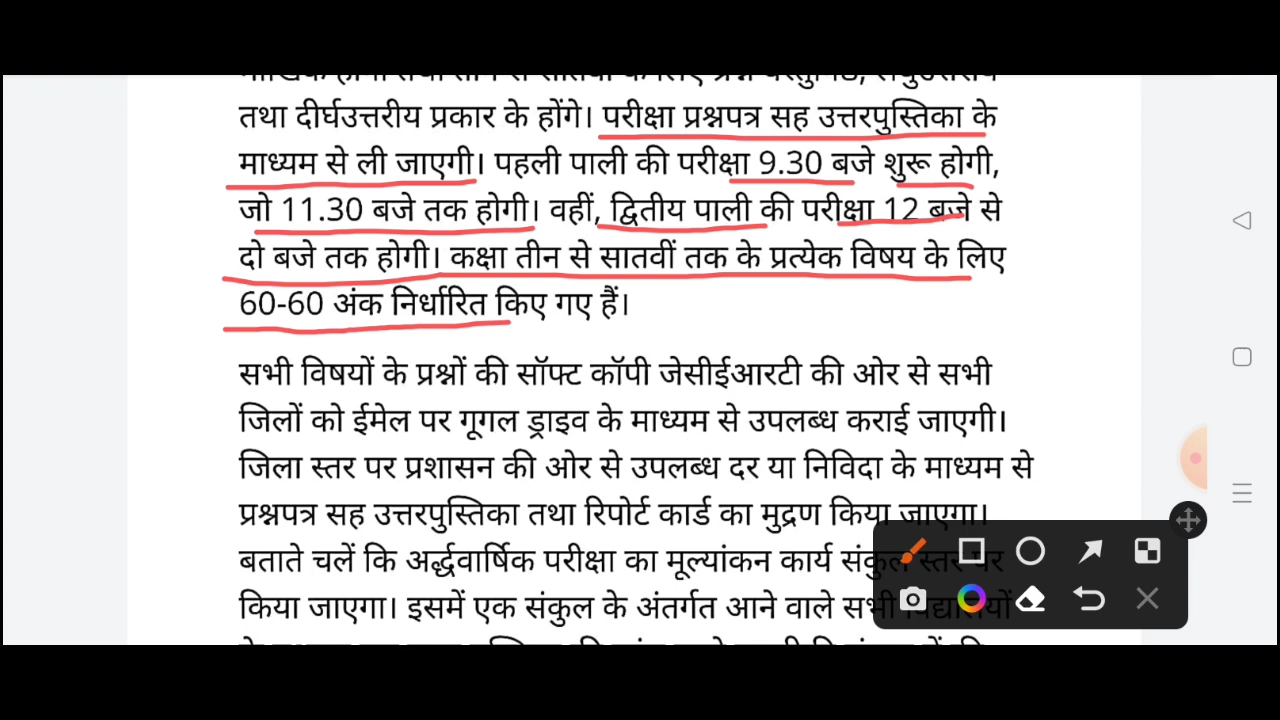 तथा दीर्घउत्तरीय प्रकार के होंगे। परीक्षा प्रश्नपत्र सह उत्तरपुस्तिका के
माध्यम से ली जाएगी। पहली पाली की परीक्षा 9.30 बजे शुरू होगी,
जो 11.30 बजे तक होगी। वहीं, द्वितीय पाली की परीक्षा 12 बजे से
दो बजे तक होगी। कक्षा तीन से सातवीं तक के प्रत्येक विषय के लिए
60-60 अंक निर्धारित किए गए हैं।
सभी विषयों के प्रश्नों की सॉफ्ट कॉपी जेसीईआरटी की ओर से सभी
जिलों को ईमेल पर गूगल ड्राइव के माध्यम से उपलब्ध कराई जाएगी।
जिला स्तर पर प्रशासन की ओर से उपलब्ध दर या निविदा के माध्यम से
प्रश्नपत्र सह उत्तरपुस्तिका तथा रिपोर्ट कार्ड का मुद्रण किया जाएगा।
बताते चलें कि अर्द्धवार्षिक परीक्षा का मूल्यांकन कार्य संकुल स्तर पर
किया जाएगा। इसमें एक संकुल के अंतर्गत आने वाले सभी विद्यालयों